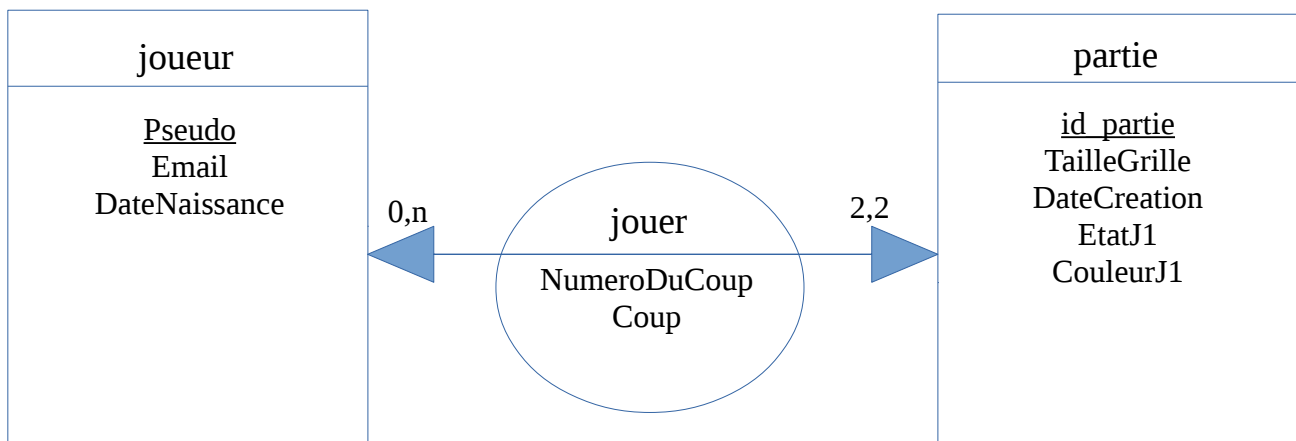 joueur
Pseudo
Email
DateNaissance
0,n
jouer
NumeroDuCoup
Coup
2,2
partie
id_partie
TailleGrille
DateCreation
EtatJ1
CouleurJ1